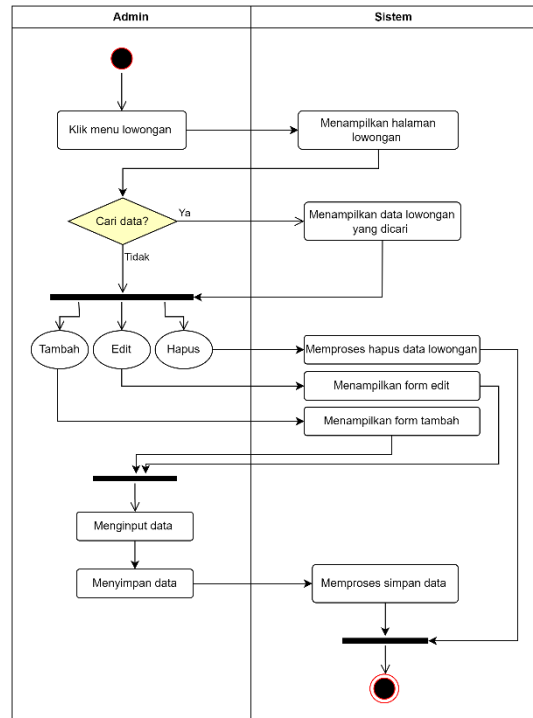 Admin
Sistem
Klik menu lowongan
Menampilkan halaman
lowongan
Cari data?
Ya
Menampilkan data lowongan
yang dicari
Tidak
Tambah
Edit
Hapus
Memproses hapus data lowongan
Menampilkan form edit
Menampilkan form tambah
Menginput data
Menyimpan data
Memproses simpan data